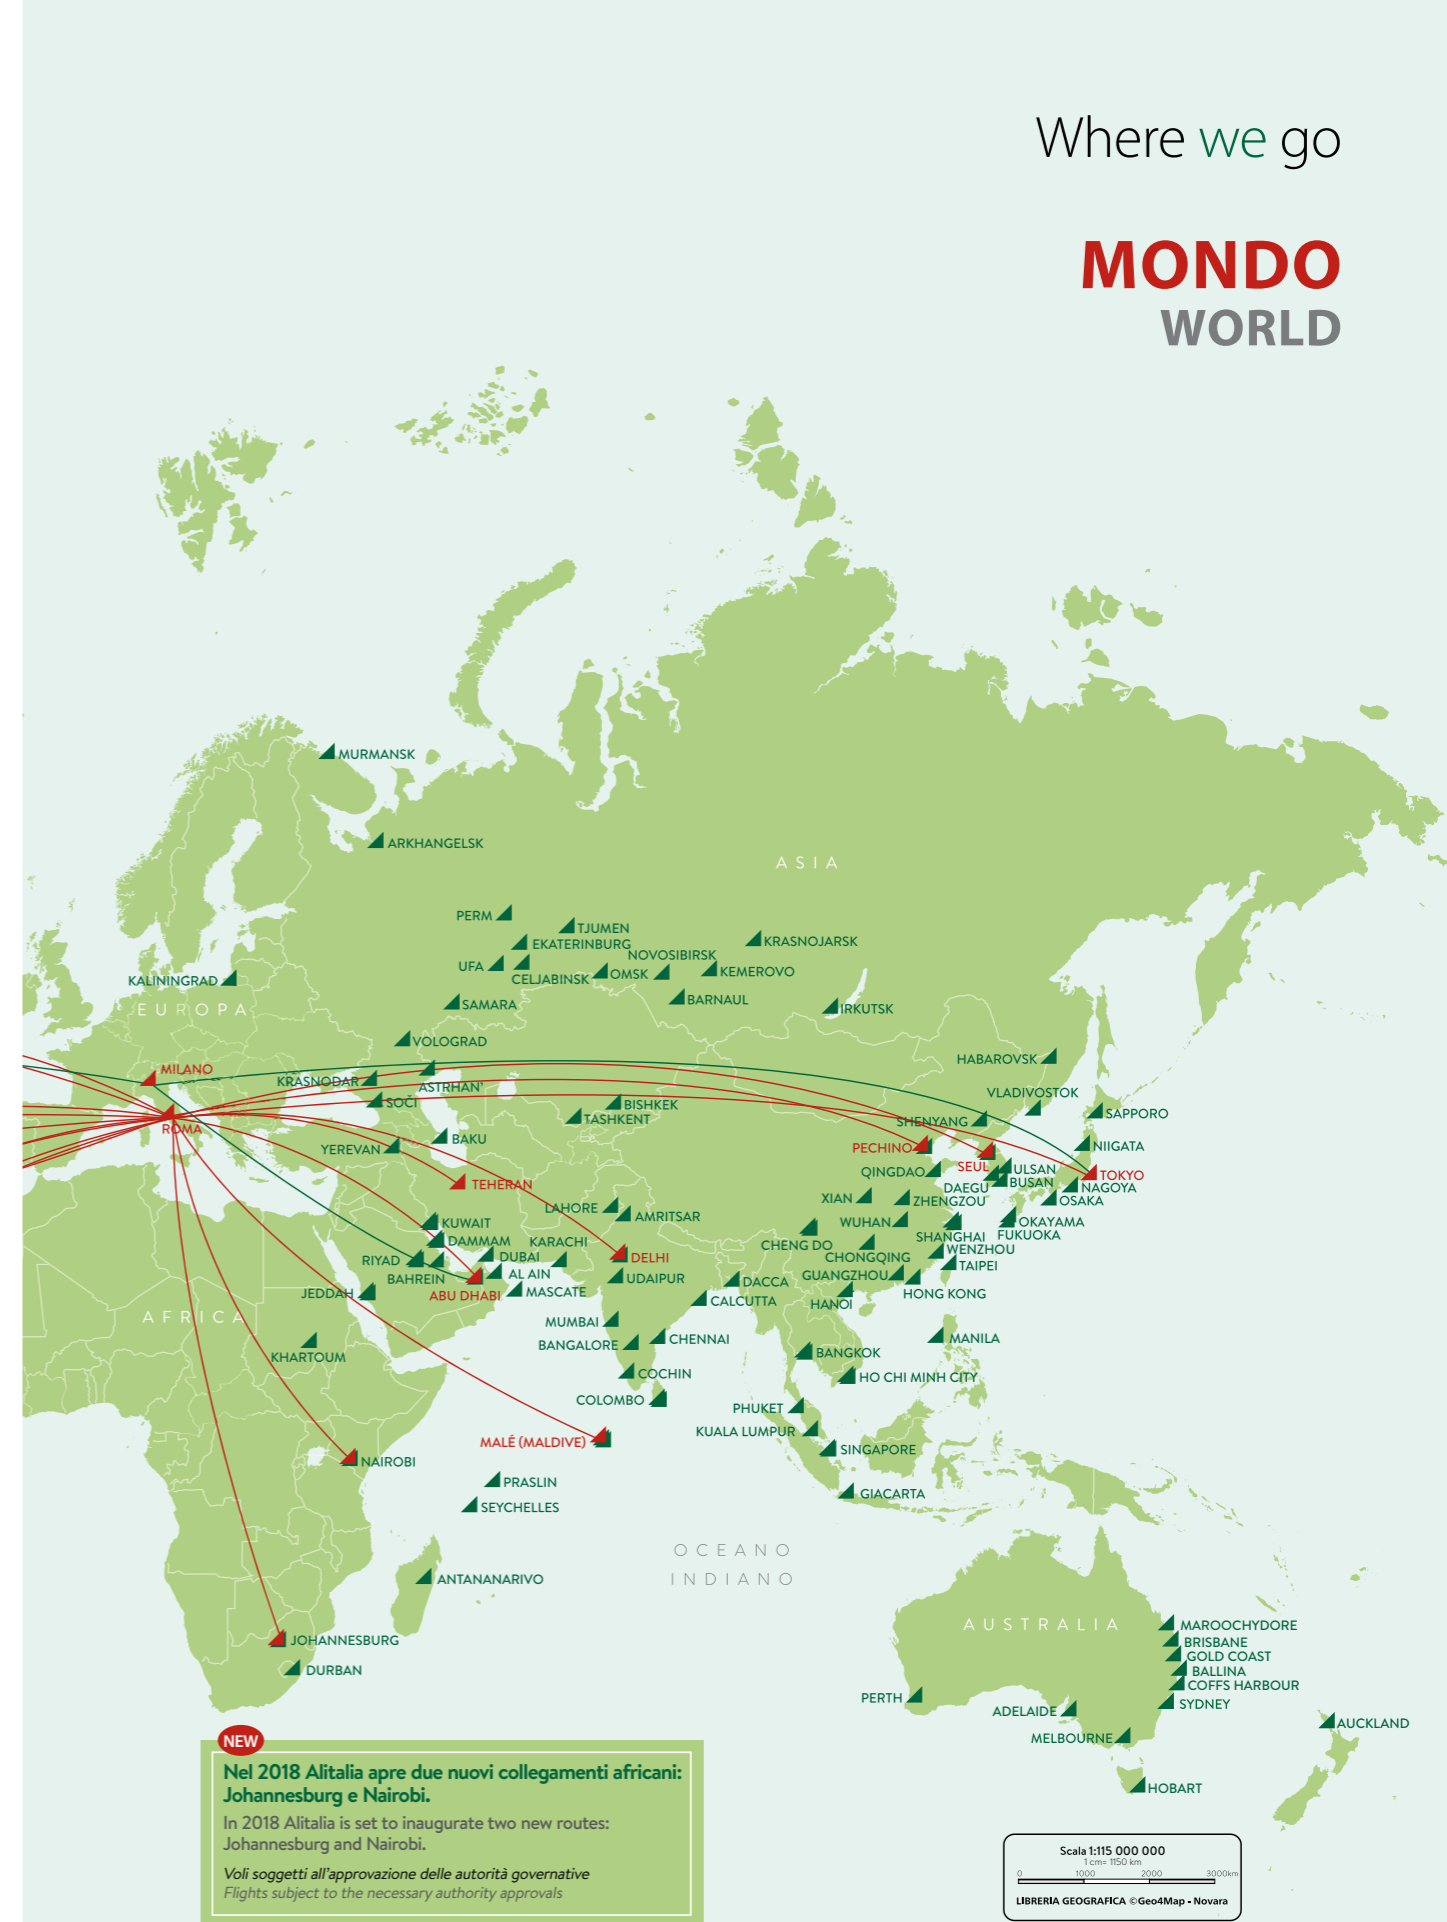 Where we go
MONDO
WORLD
MURMANSK
ARKHANGELSK
ASIA
PERM
TJUMEN
EKATERINBURG
KRASNOJARSK
NOVOSIBIRSK
UFA
CELJABINSK
OMSK
KEMEROVO
KALININGRAD
EUROPA
SAMARA
BARNAUL
IRKUTSK
VOLOGRAD
HABAROVSK
MILANO
KRASNODAR
ASTRHAN'
VLADIVOSTOK
SOČI
BISHKEK
TASHKENT
SHENYANG
SAPPORO
ROMA
YEREVAN
BAKU
PECHINO
NIIGATA
SEUL
ULSAN
TOKYO
QINGDAO
TEHERAN
DAEGU
BUSAN
NAGOYA
XIAN
ZHENGZOU
OSAKA
LAHORE
AMRITSAR
KUWAIT
WUHAN
OKAYAMA
DAMMAM
KARACHI
CHENG DO
SHANGHAI
FUKUOKA
RIYAD
DUBAI
DELHI
CHONGQING
WENZHOU
TAIPEI
BAHREIN
AL AIN
UDAIPUR
DACCA
GUANGZHOU
JEDDAH
ABU DHABI
MASCATE
CALCUTTA
HANOI
HONG KONG
AFRICA
MUMBAI
KHARTOUM
BANGALORE
CHENNAI
MANILA
BANGKOK
COCHIN
HO CHI MINH CITY
COLOMBO
PHUKET
KUALA LUMPUR
MALÉ (MALDIVE)
SINGAPORE
NAIROBI
PRASLIN
GIACARTA
SEYCHELLES
OCEANO
INDIANO
ANTANANARIVO
AUSTRALIA
MAROOCHYDORE
JOHANNESBURG
BRISBANE
GOLD COAST
DURBAN
BALLINA
COFFS HARBOUR
PERTH
SYDNEY
ADELAIDE
AUCKLAND
MELBOURNE
HOBART
NEW
Nel 2018 Alitalia apre due nuovi collegamenti africani:
Johannesburg e Nairobi.
In 2018 Alitalia is set to inaugurate two new routes:
Johannesburg and Nairobi.
Voli soggetti all'approvazione delle autorità governative
Flights subject to the necessary authority approvals
Scala 1:115 000 000
1 cm= 1150 km
0 1000 2000 3000km
LIBRERIA GEOGRAFICA ©Geo4Map - Novara